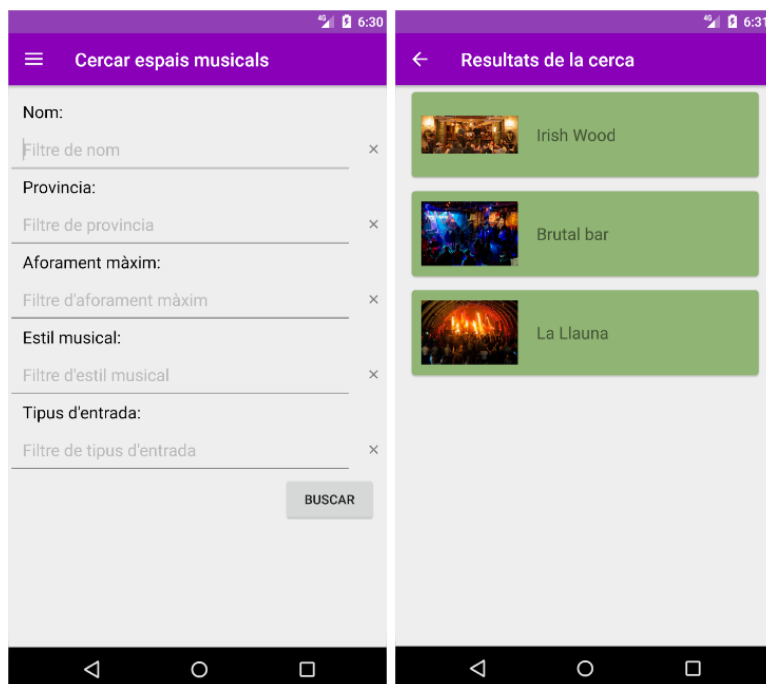 4G 6:30
Cercar espais musicals
Nom:
Filtre de nom
Provincia:
Filtre de provincia
Aforament màxim:
Filtre d'aforament màxim
Estil musical:
Filtre d'estil musical
Tipus d'entrada:
Filtre de tipus d'entrada
BUSCAR
4G 6:31
Resultats de la cerca
Irish Wood
Brutal bar
La Llauna